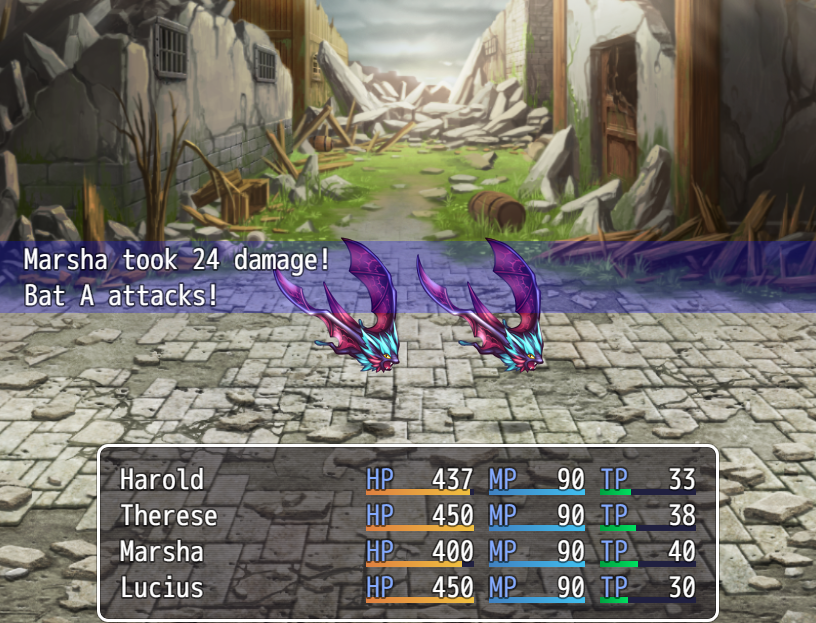 Marsha took 24 damage!
Bat A attacks!
Harold HP 437 MP 90 TP 33
Therese HP 450 MP 90 TP 38
Marsha HP 400 MP 90 TP 40
Lucius HP 450 MP 90 TP 30